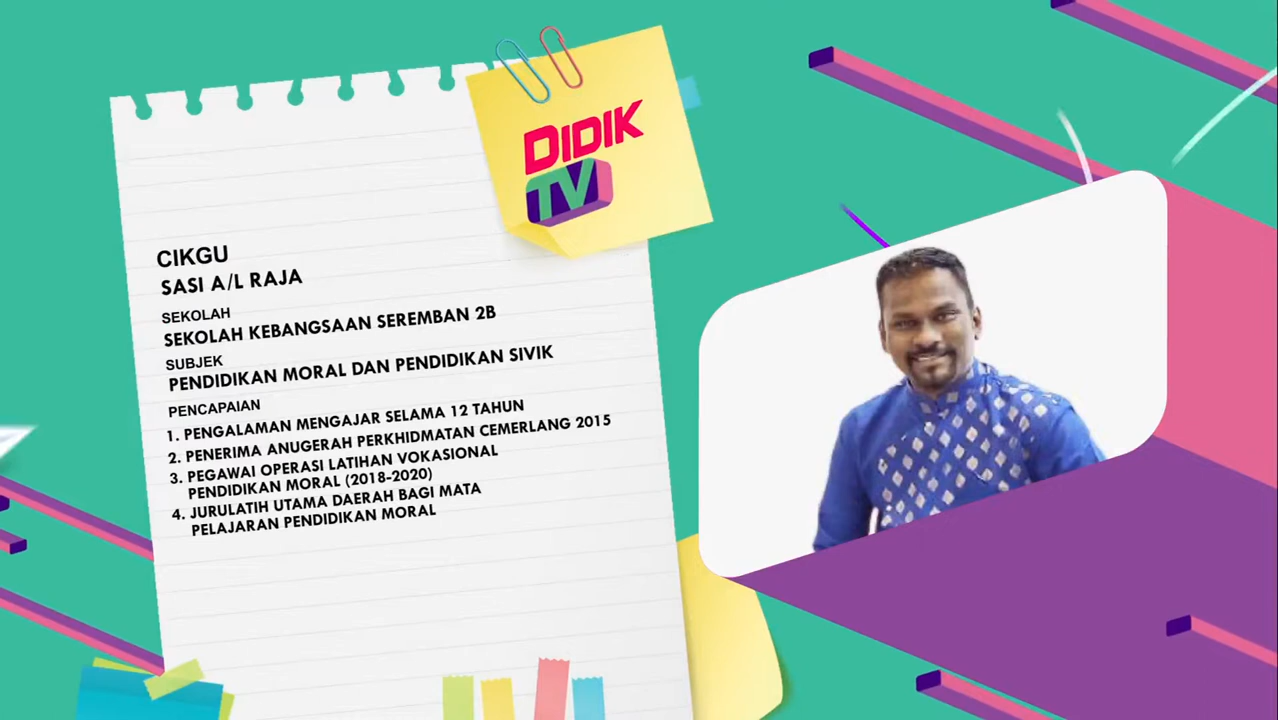 DIDIK
TV
CIKGU
SASI A/L RAJA
SEKOLAH
SEKOLAH KEBANGSAAN SEREMBAN 2B
SUBJEK
PENDIDIKAN MORAL DAN PENDIDIKAN SIVIK
PENCAPAIAN
1. PENGALAMAN MENGAJAR SELAMA 12 TAHUN
2. PENERIMA ANUGERAH PERKHIDMATAN CEMERLANG 2015
3. PEGAWAI OPERASI LATIHAN VOKASIONAL
PENDIDIKAN MORAL (2018-2020)
4. JURULATIH UTAMA DAERAH BAGI MATA
PELAJARAN PENDIDIKAN MORAL